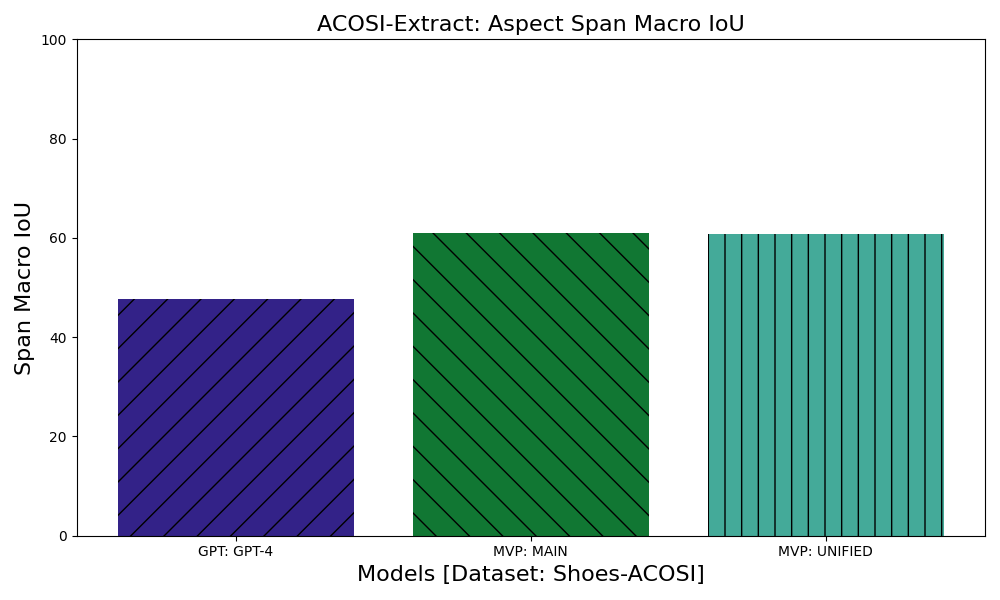 ACOSI-Extract: Aspect Span Macro IoU
100
80
60
40
20
0
Span Macro IoU
GPT: GPT-4
MVP: MAIN
MVP: UNIFIED
Models [Dataset: Shoes-ACOSI]